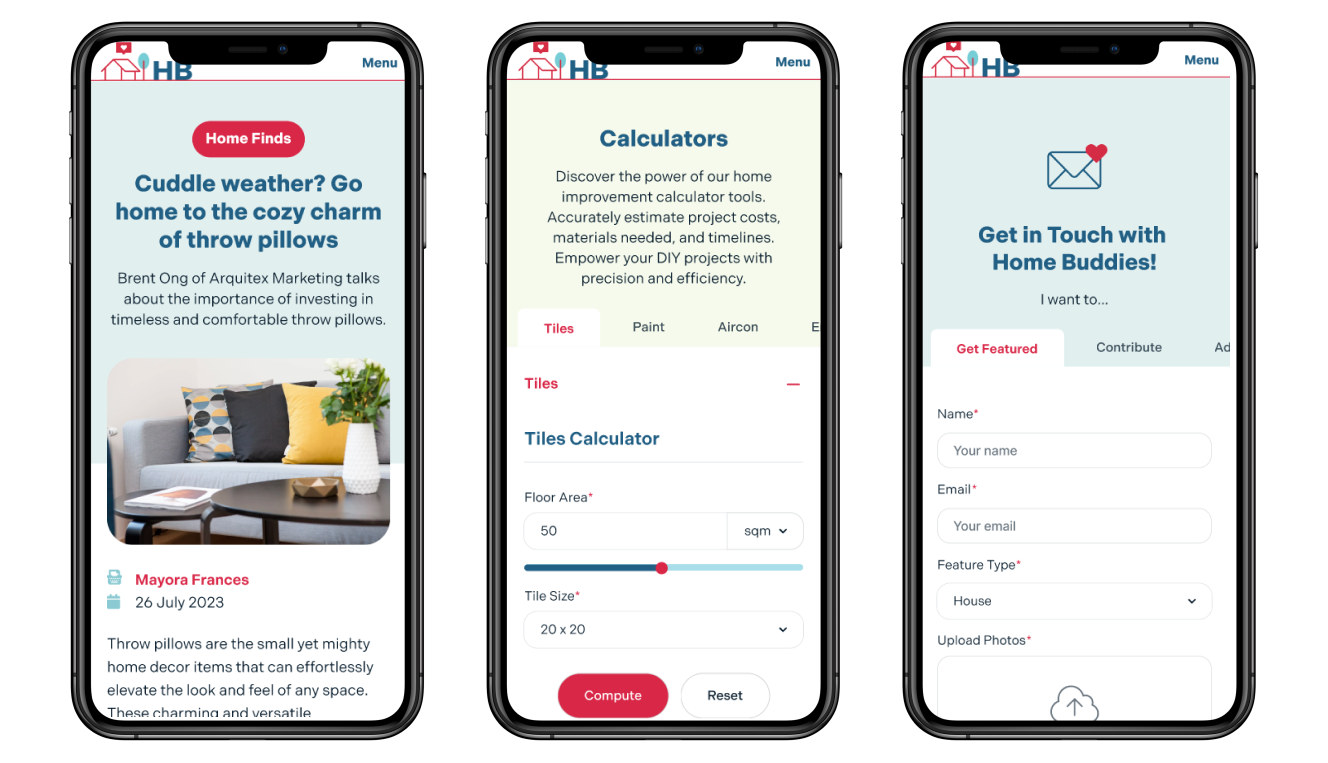 HB
Menu
Home Finds
Cuddle weather? Go
home to the cozy charm
of throw pillows
Brent Ong of Arquitex Marketing talks
about the importance of investing in
timeless and comfortable throw pillows.
Mayora Frances
26 July 2023
Throw pillows are the small yet mighty
home decor items that can effortlessly
elevate the look and feel of any space.
These charming and versatile
HB
Menu
Calculators
Discover the power of our home
improvement calculator tools.
Accurately estimate project costs,
materials needed, and timelines.
Empower your DIY projects with
precision and efficiency.
Tiles Paint Aircon E
Tiles
Tiles Calculator
Floor Area*
50 sqm
Tile Size*
20 x 20
Compute Reset
HB
Menu
Get in Touch with
Home Buddies!
I want to...
Get Featured Contribute Ad
Name*
Your name
Email*
Your email
Feature Type*
House
Upload Photos*